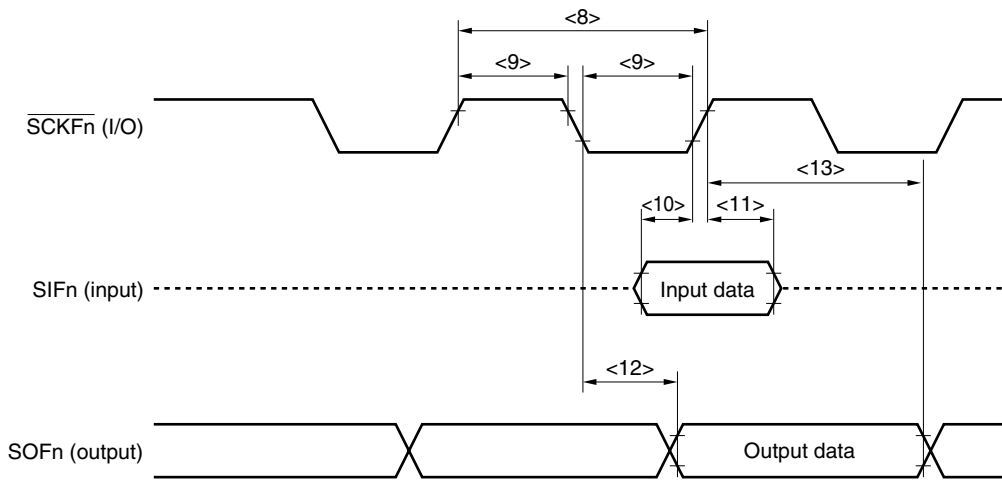 <8>
<9> <9>
SCKFn (I/O)
<13>
<10> <11>
SIFn (input) Input data
<12>
SOFn (output) Output data